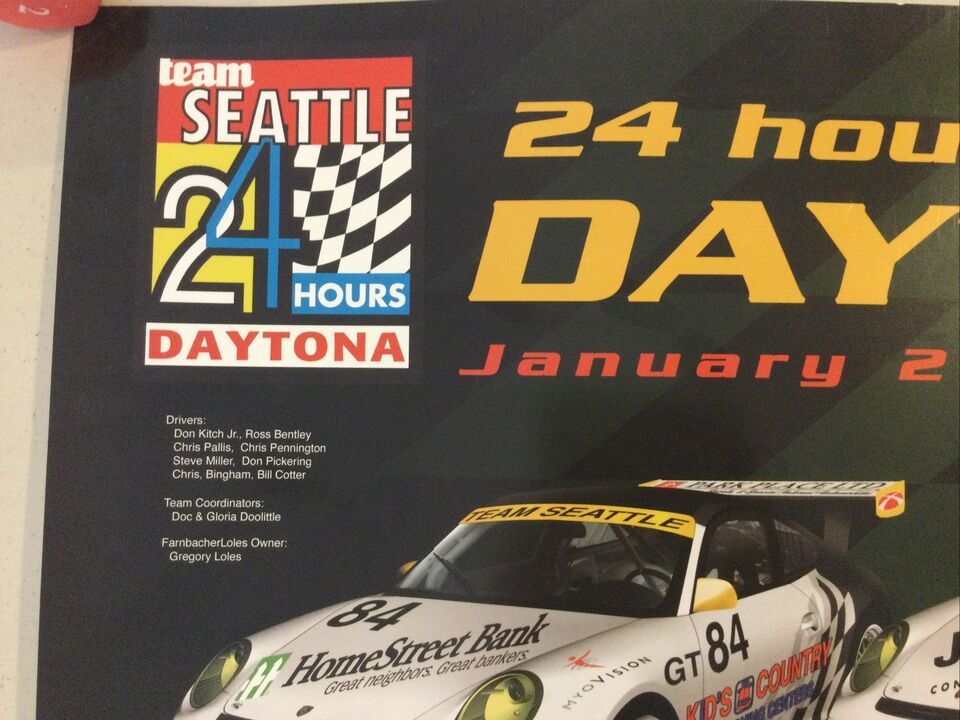 team
SEATTLE
24
HOURS
DAYTONA
24 hou
DAY
January 2
Drivers:
Don Kitch Jr., Ross Bentley
Chris Pallis, Chris Pennington
Steve Miller, Don Pickering
Chris, Bingham, Bill Cotter
Team Coordinators:
Doc & Gloria Doolittle
FarnbacherLoles Owner:
Gregory Loles
PARK PLACE LTD
TEAM SEATTLE
84
HomeStreet Bank
Great neighbors. Great bankers.
MYOVISION
GT 84
KID'S COUNTRY
CENTERS
J
CON